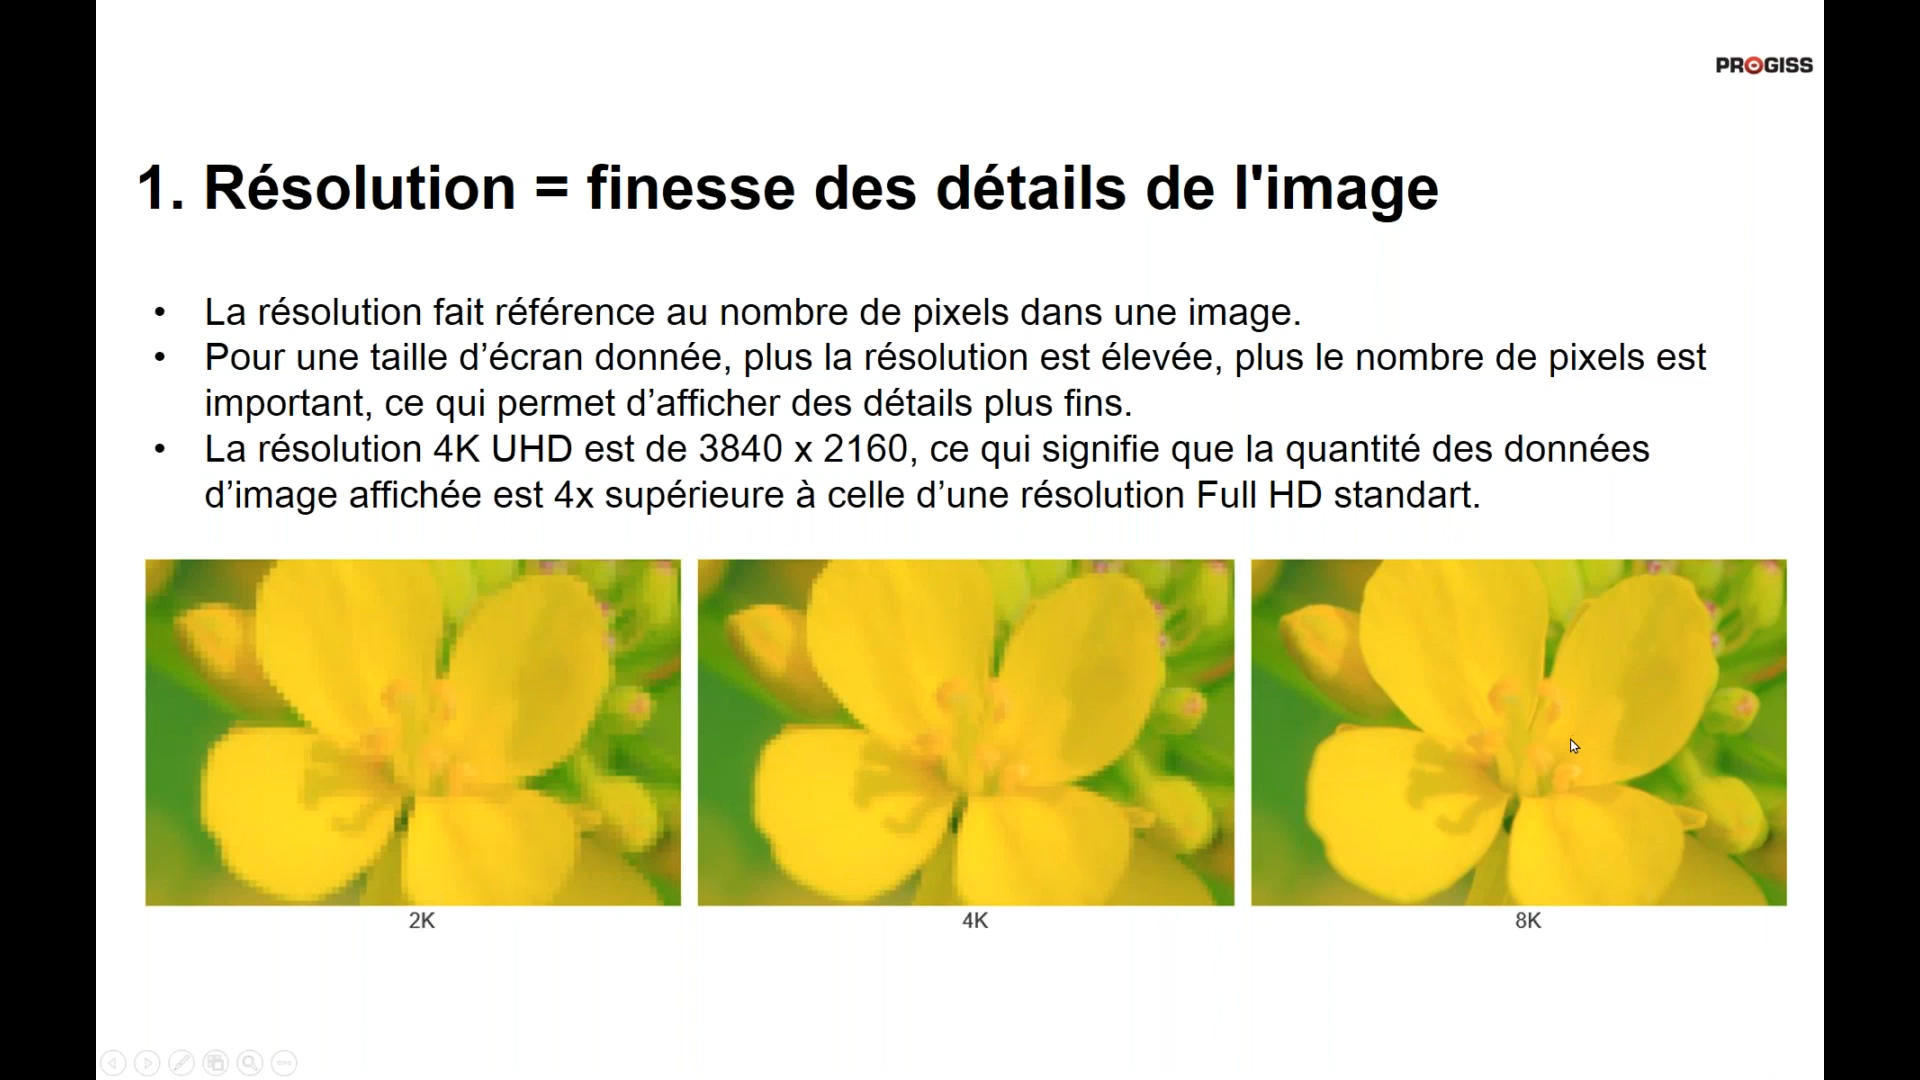 PROGISS
1. Résolution = finesse des détails de l'image
• La résolution fait référence au nombre de pixels dans une image.
• Pour une taille d’écran donnée, plus la résolution est élevée, plus le nombre de pixels est
important, ce qui permet d’afficher des détails plus fins.
• La résolution 4K UHD est de 3840 x 2160, ce qui signifie que la quantité des données
d’image affichée est 4x supérieure à celle d’une résolution Full HD standart.
2K
4K
8K